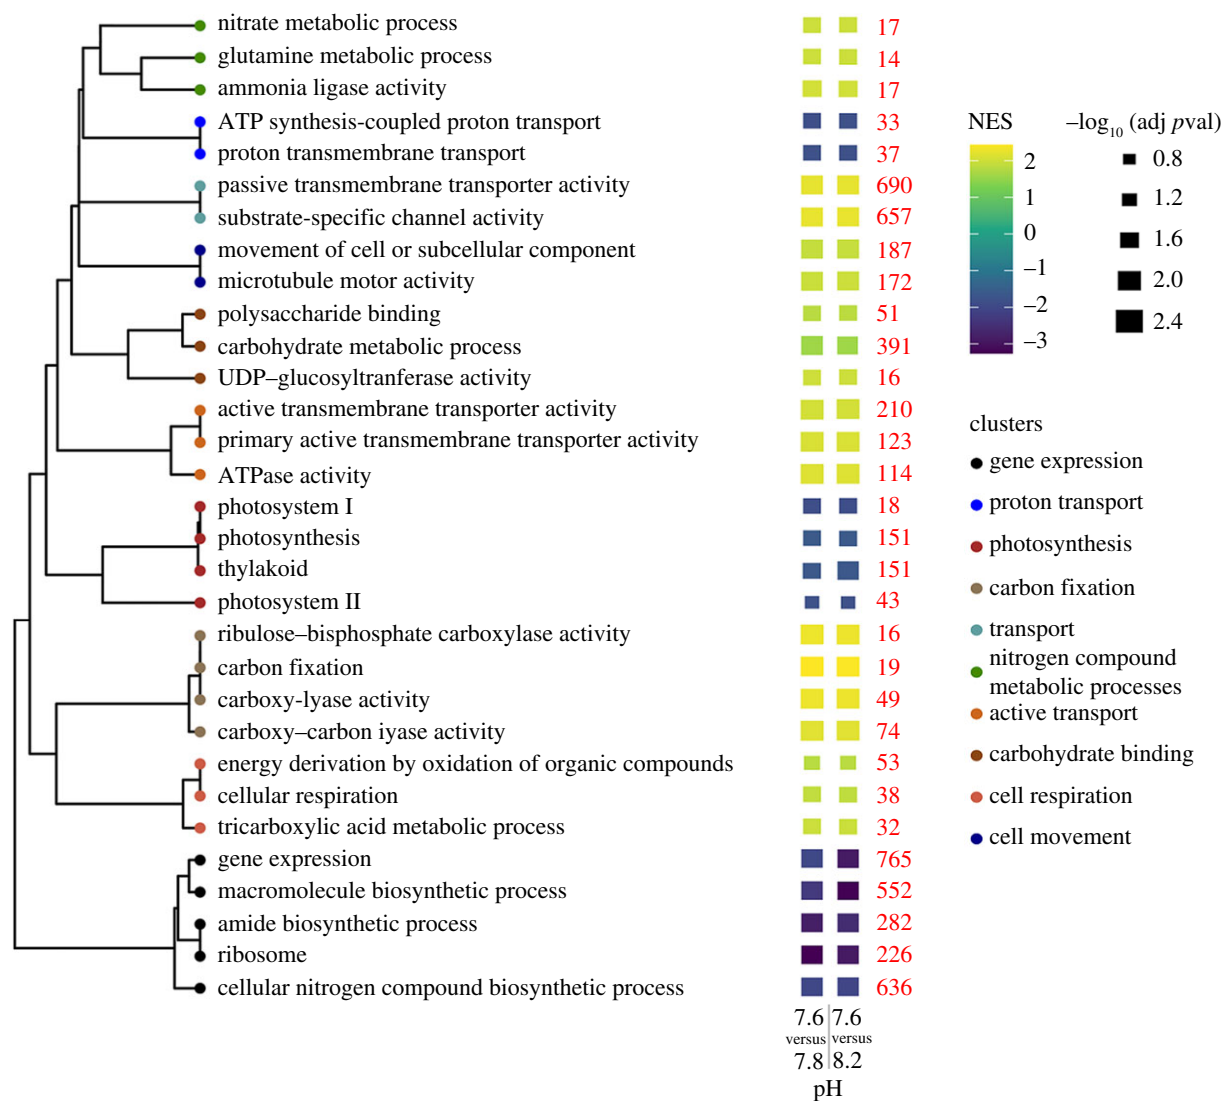 nitrate metabolic process 17
glutamine metabolic process 14
ammonia ligase activity 17
ATP synthesis-coupled proton transport 33
proton transmembrane transport 37
passive transmembrane transporter activity 690
substrate-specific channel activity 657
movement of cell or subcellular component 187
microtubule motor activity 172
polysaccharide binding 51
carbohydrate metabolic process 391
UDP–glucosyltranferase activity 16
active transmembrane transporter activity 210
primary active transmembrane transporter activity 123
ATPase activity 114
photosystem I 18
photosynthesis 151
thylakoid 151
photosystem II 43
ribulose–bisphosphate carboxylase activity 16
carbon fixation 19
carboxy-lyase activity 49
carboxy–carbon iyase activity 74
energy derivation by oxidation of organic compounds 53
cellular respiration 38
tricarboxylic acid metabolic process 32
gene expression 765
macromolecule biosynthetic process 552
amide biosynthetic process 282
ribosome 226
cellular nitrogen compound biosynthetic process 636
7.6 7.6
versus versus
7.8 8.2
pH
NES
2
1
0
–1
–2
–3
–log10 (adj pval)
0.8
1.2
1.6
2.0
2.4
clusters
gene expression
proton transport
photosynthesis
carbon fixation
transport
nitrogen compound
metabolic processes
active transport
carbohydrate binding
cell respiration
cell movement